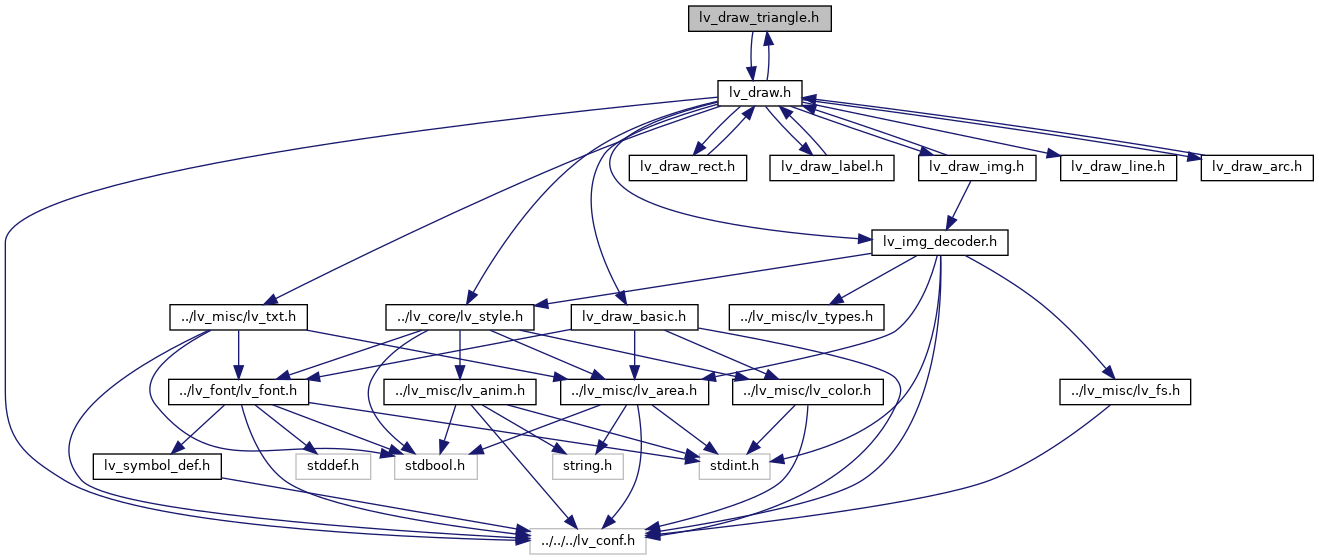 lv_draw_triangle.h
lv_draw.h
lv_draw_rect.h
lv_draw_label.h
lv_draw_img.h
lv_draw_line.h
lv_draw_arc.h
lv_img_decoder.h
../lv_misc/lv_txt.h
../lv_core/lv_style.h
lv_draw_basic.h
../lv_misc/lv_types.h
../lv_font/lv_font.h
../lv_misc/lv_anim.h
../lv_misc/lv_area.h
../lv_misc/lv_color.h
../lv_misc/lv_fs.h
lv_symbol_def.h
stddef.h
stdbool.h
string.h
stdint.h
../../../lv_conf.h